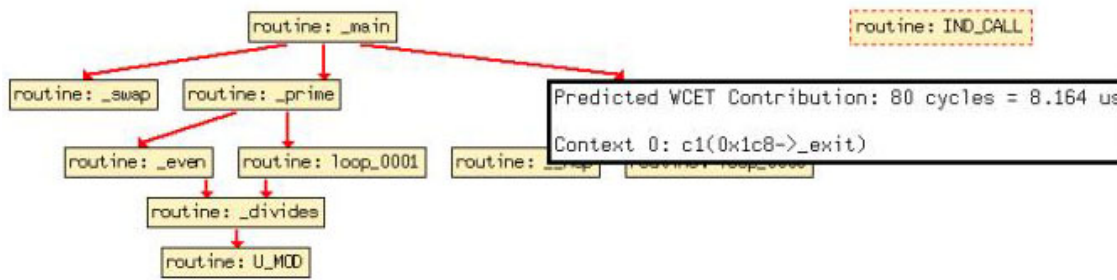 routine: _main
routine: IND_CALL
routine: _swap
routine: _prime
Predicted WCET Contribution: 80 cycles = 8.164 us
Context 0: c1(0x1c8->_exit)
routine: _even
routine: loop_0001
routine: _divides
routine: U_MOD